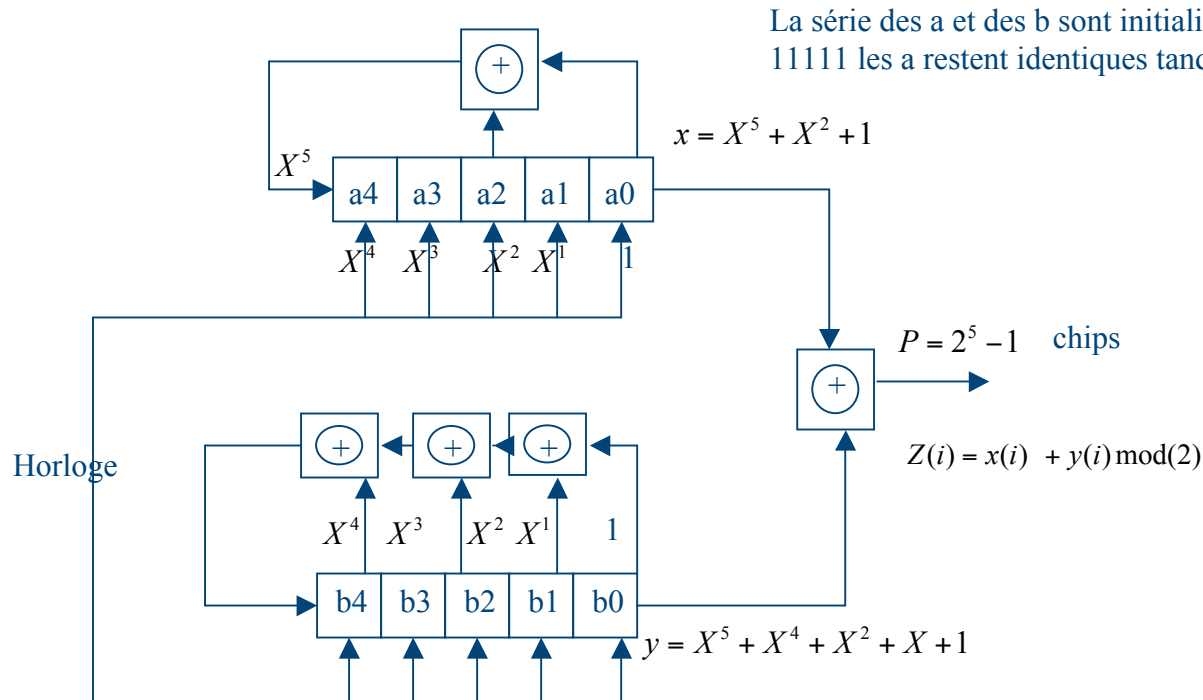 La série des a et des b sont initiali
11111 les a restent identiques tand
+
x = X^5 + X^2 + 1
X^5
a4 a3 a2 a1 a0
X^4 X^3 X^2 X^1 1
P = 2^5 − 1 chips
+
+ + +
Horloge
Z(i) = x(i) + y(i) mod(2)
X^4 X^3 X^2 X^1 1
b4 b3 b2 b1 b0
y = X^5 + X^4 + X^2 + X + 1